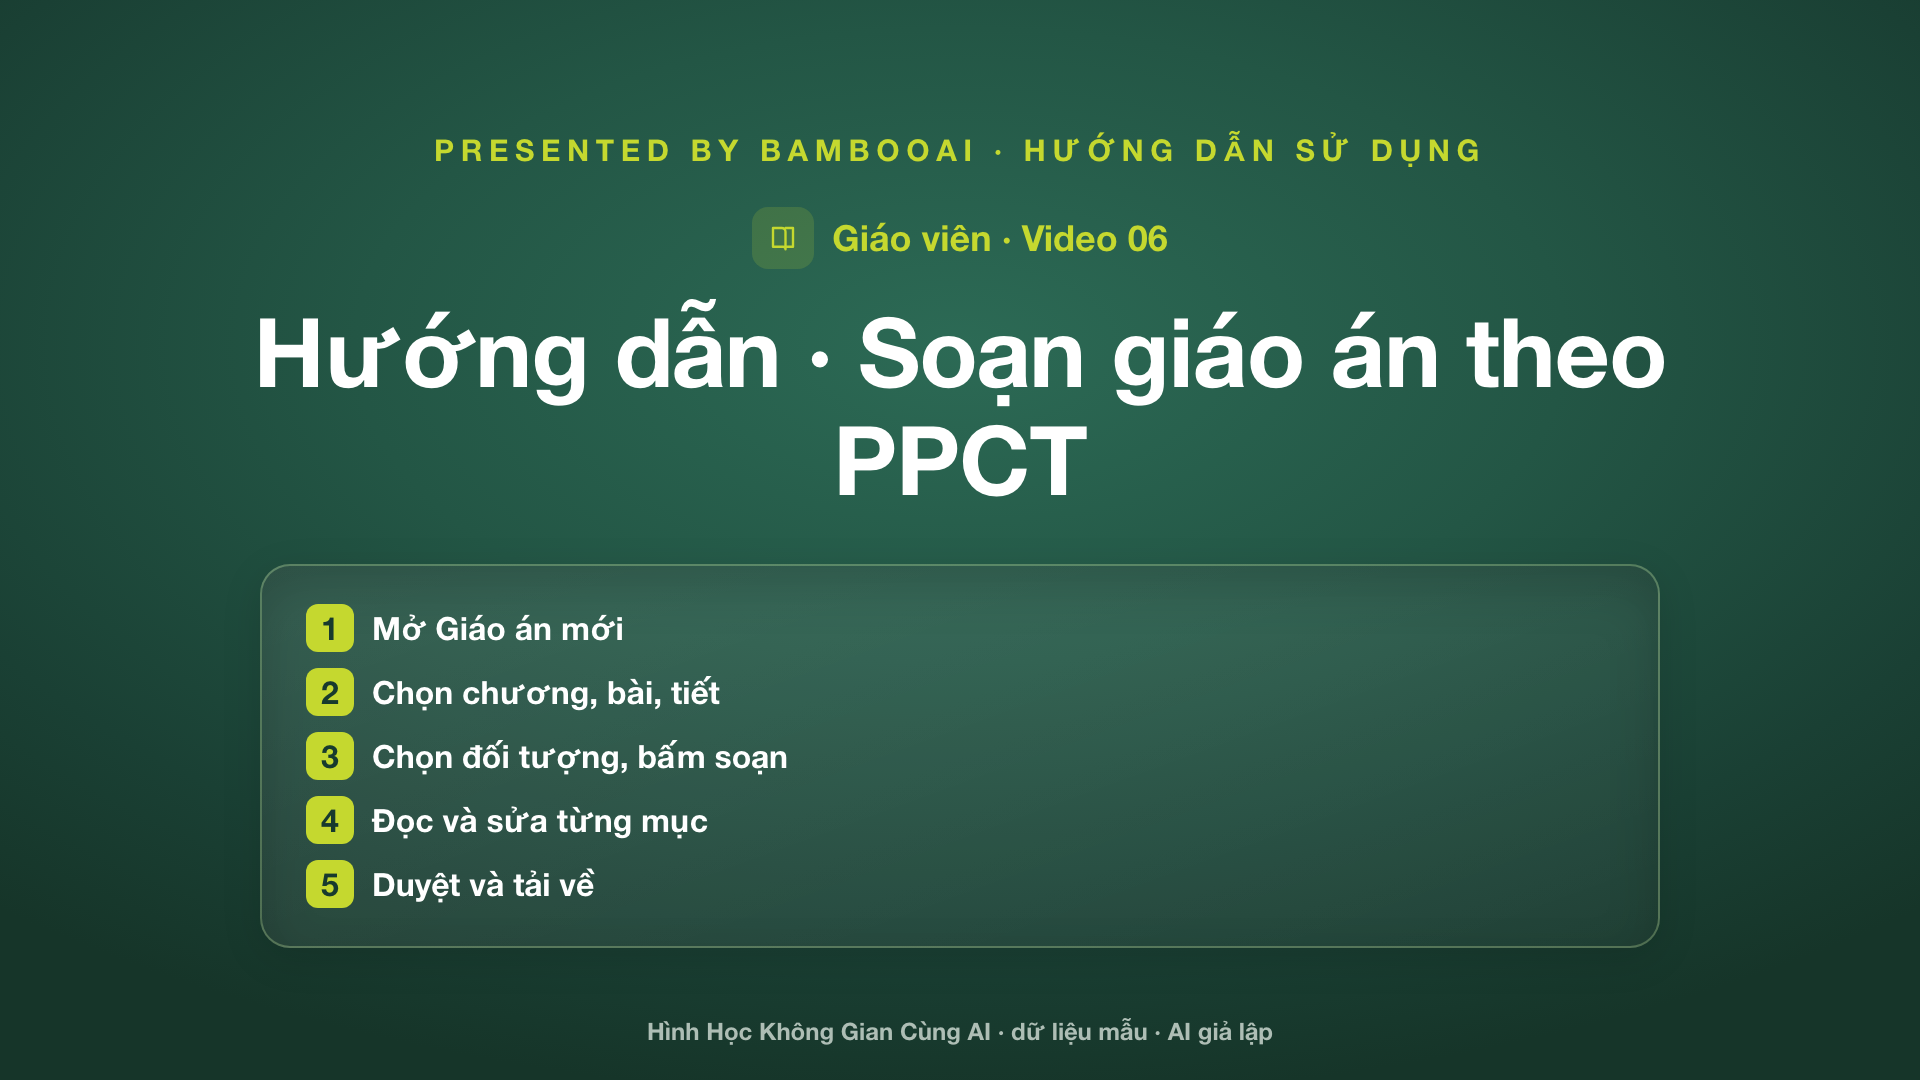 PRESENTED BY BAMBOOAI · HƯỚNG DẪN SỬ DỤNG
Giáo viên · Video 06
Hướng dẫn · Soạn giáo án theo
PPCT
1 Mở Giáo án mới
2 Chọn chương, bài, tiết
3 Chọn đối tượng, bấm soạn
4 Đọc và sửa từng mục
5 Duyệt và tải về
Hình Học Không Gian Cùng AI · dữ liệu mẫu · AI giả lập